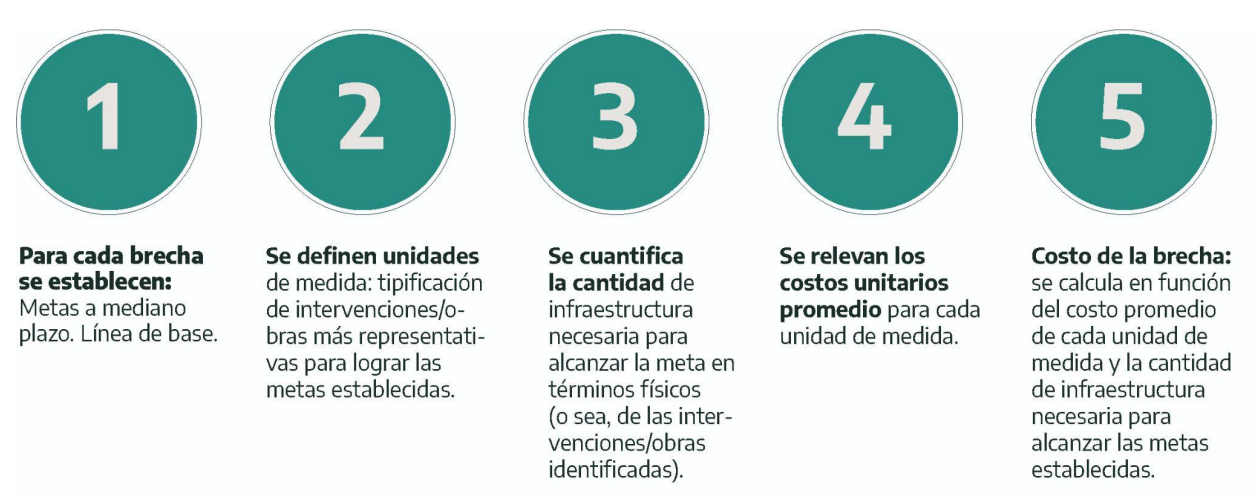 1
Para cada brecha
se establecen:
Metas a mediano
plazo. Línea de base.
2
Se definen unidades
de medida: tipificación
de intervenciones/o-
bras más representati-
vas para lograr las
metas establecidas.
3
Se cuantifica
la cantidad de
infraestructura
necesaria para
alcanzar la meta en
términos físicos
(o sea, de las inter-
venciones/obras
identificadas).
4
Se relevan los
costos unitarios
promedio para cada
unidad de medida.
5
Costo de la brecha:
se calcula en función
del costo promedio
de cada unidad de
medida y la cantidad
de infraestructura
necesaria para
alcanzar las metas
establecidas.